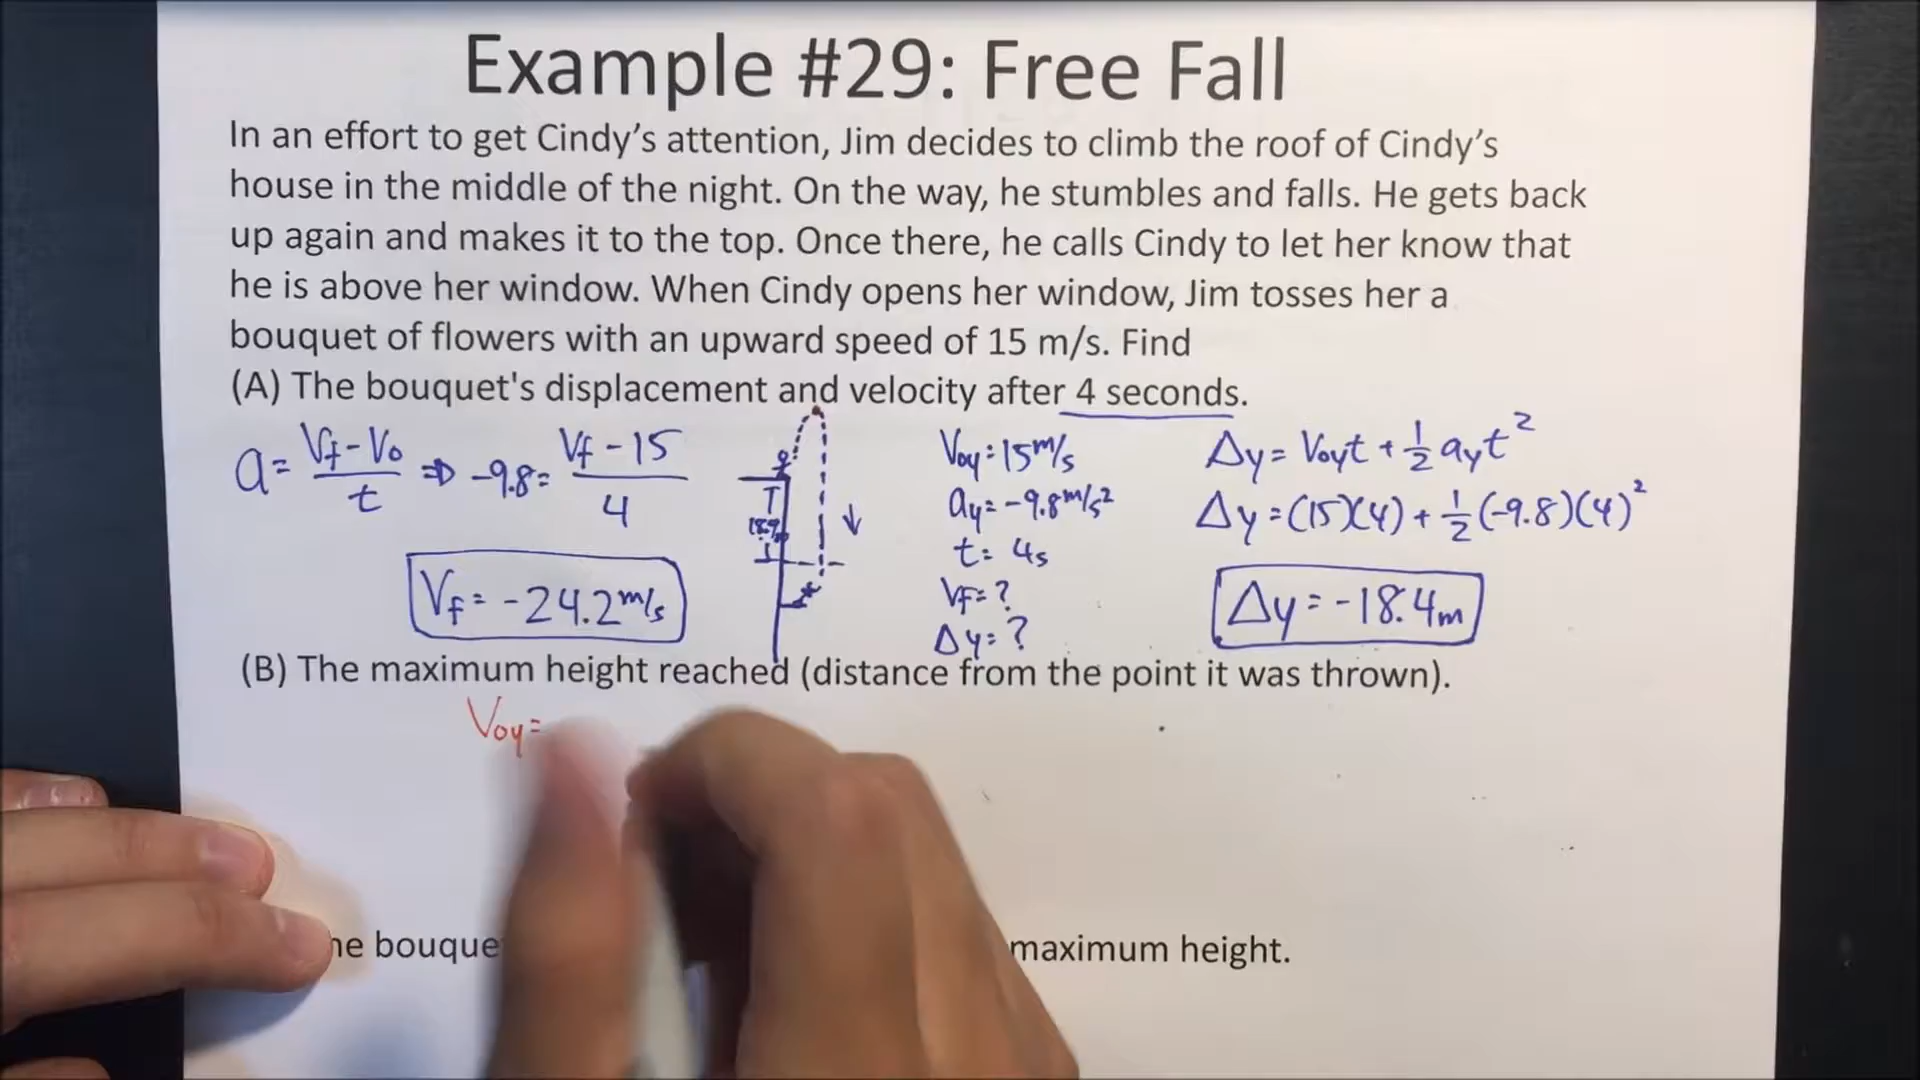 Example #29: Free Fall
In an effort to get Cindy's attention, Jim decides to climb the roof of Cindy's
house in the middle of the night. On the way, he stumbles and falls. He gets back
up again and makes it to the top. Once there, he calls Cindy to let her know that
he is above her window. When Cindy opens her window, Jim tosses her a
bouquet of flowers with an upward speed of 15 m/s. Find
(A) The bouquet's displacement and velocity after 4 seconds.
a = (Vf - Vo)/t ⇒ -9.8 = (Vf - 15)/4
Vf = -24.2 m/s
Voy = 15 m/s
ay = -9.8 m/s²
t = 4s
VF = ?
Δy = ?
Δy = Voyt + ½ ayt²
Δy = (15)(4) + ½ (-9.8)(4)²
Δy = -18.4m
(B) The maximum height reached (distance from the point it was thrown).
Voy =
he bouque maximum height.